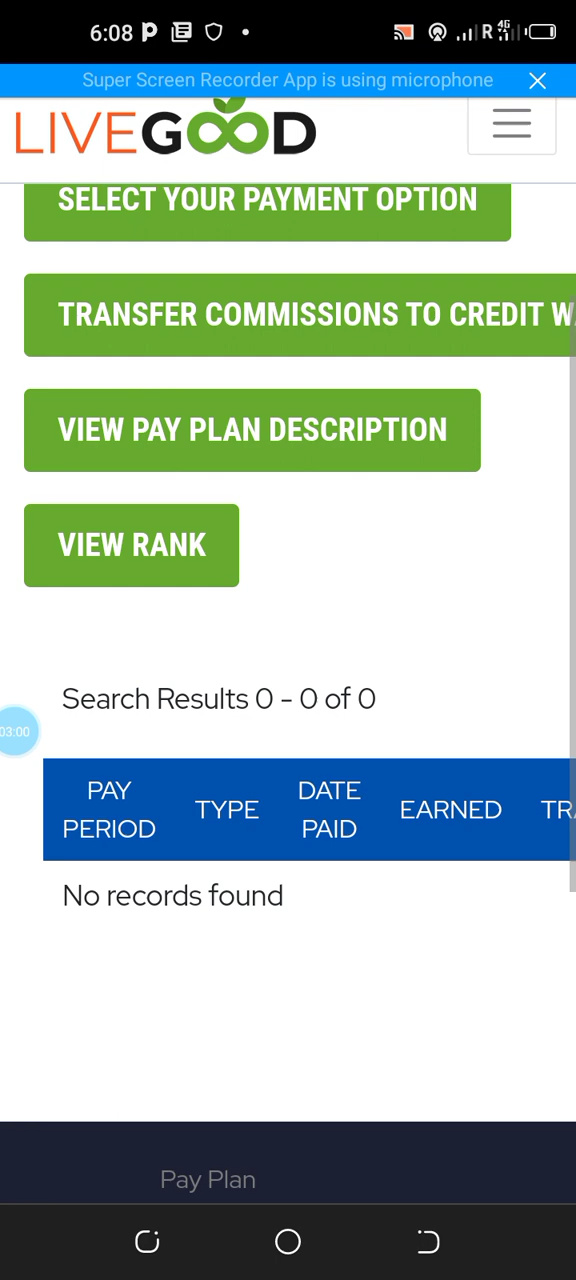 6:08
R 4G
Super Screen Recorder App is using microphone
LIVEGOOD
SELECT YOUR PAYMENT OPTION
TRANSFER COMMISSIONS TO CREDIT
VIEW PAY PLAN DESCRIPTION
VIEW RANK
Search Results 0 - 0 of 0
03:00
PAY PERIOD TYPE DATE PAID EARNED
No records found
Pay Plan